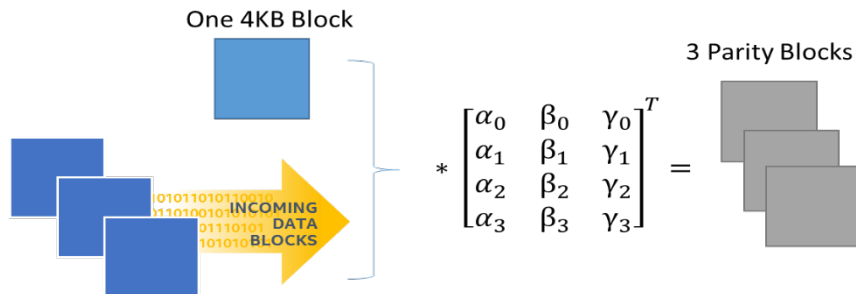 One 4KB Block
3 Parity Blocks
INCOMING
DATA
BLOCKS
* [α₀ β₀ γ₀]ᵀ =
α₁ β₁ γ₁
α₂ β₂ γ₂
α₃ β₃ γ₃